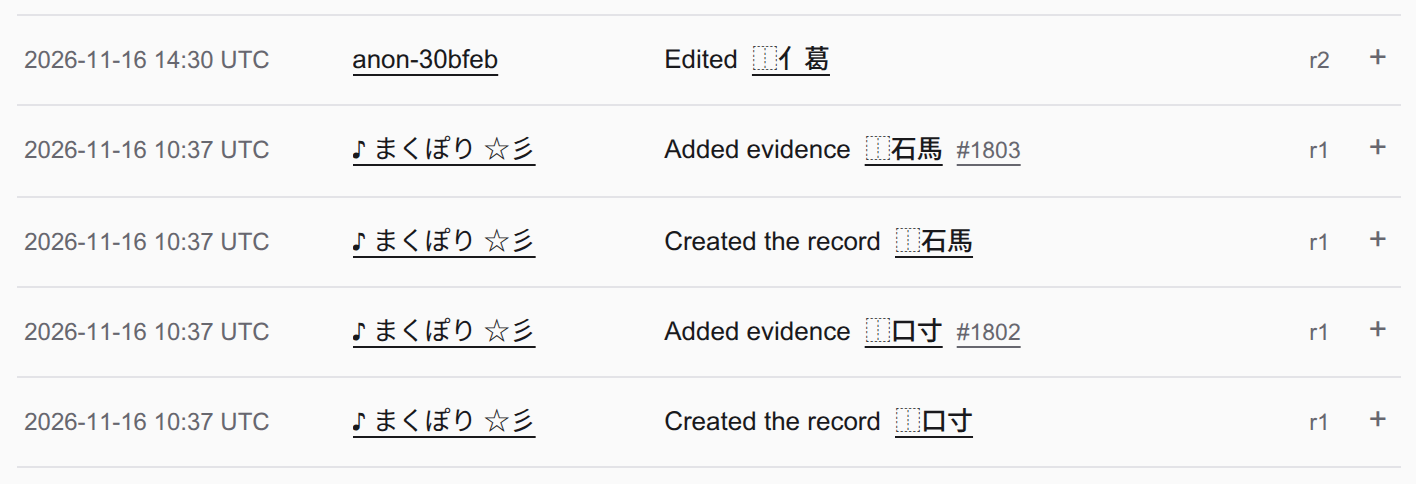 2026-11-16 14:30 UTC anon-30bfeb Edited ⿰亻葛 r2 +
2026-11-16 10:37 UTC ♪ まくぽり ☆彡 Added evidence ⿰石馬 #1803 r1 +
2026-11-16 10:37 UTC ♪ まくぽり ☆彡 Created the record ⿰石馬 r1 +
2026-11-16 10:37 UTC ♪ まくぽり ☆彡 Added evidence ⿰口寸 #1802 r1 +
2026-11-16 10:37 UTC ♪ まくぽり ☆彡 Created the record ⿰口寸 r1 +